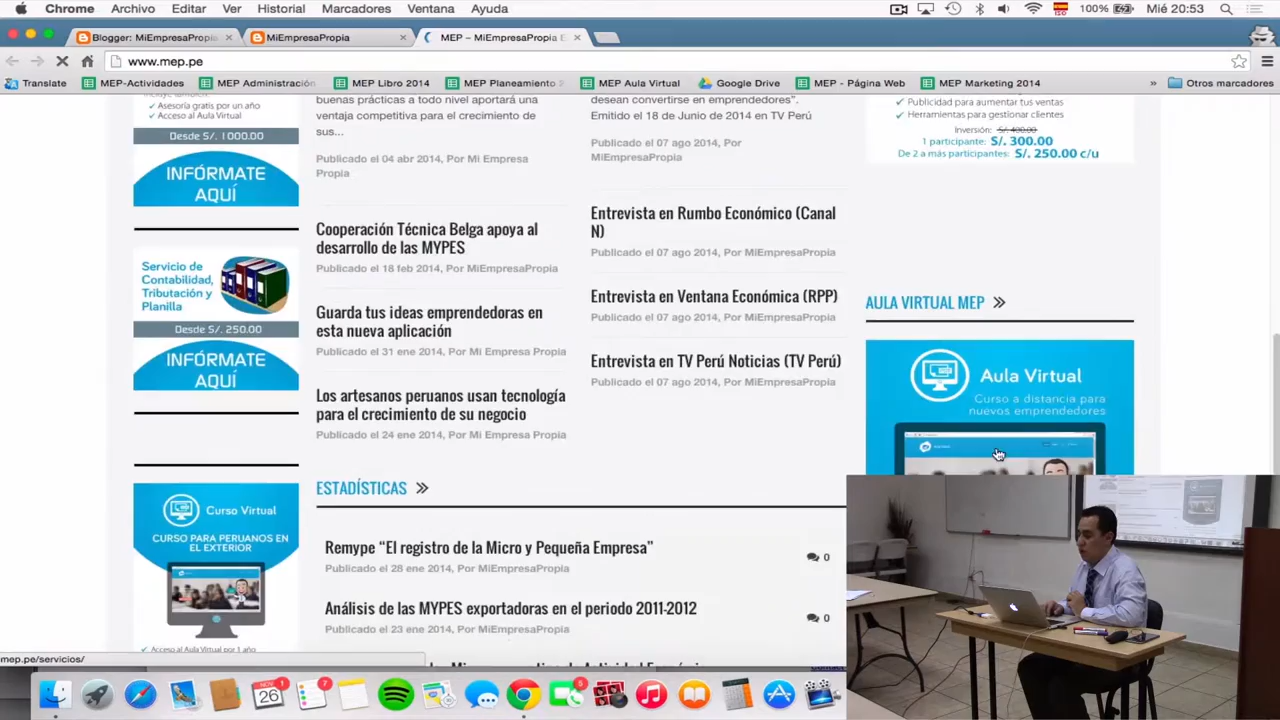 Chrome Archivo Editar Ver Historial Marcadores Ventana Ayuda
100% Mié 20:53
Blogger: MiEmpresaPropia
MiEmpresaPropia
MEP – MiEmpresaPropia E
www.mep.pe
Translate
MEP-Actividades
MEP Administración
MEP Libro 2014
MEP Planeamiento
MEP Aula Virtual
Google Drive
MEP - Página Web
MEP Marketing 2014
»
Otros marcadores
Asesoría gratis por un año
Acceso al Aula Virtual
Desde S/. 1000.00
INFÓRMATE
AQUÍ
Servicio de
Contabilidad,
Tributación y
Planilla
Desde S/. 250.00
INFÓRMATE
AQUÍ
Curso Virtual
CURSO PARA PERUANOS EN
EL EXTERIOR
Acceso al Aula Virtual por 1 año
buenas prácticas a todo nivel aportará una
ventaja competitiva para el crecimiento de
sus...
Publicado el 04 abr 2014, Por Mi Empresa
Propia
Cooperación Técnica Belga apoya al
desarrollo de las MYPES
Publicado el 18 feb 2014, Por MiEmpresaPropia
Guarda tus ideas emprendedoras en
esta nueva aplicación
Publicado el 31 ene 2014, Por Mi Empresa Propia
Los artesanos peruanos usan tecnología
para el crecimiento de su negocio
Publicado el 24 ene 2014, Por Mi Empresa Propia
desean convertirse en emprendedores".
Emitido el 18 de Junio de 2014 en TV Perú
Publicado el 07 ago 2014, Por
MiEmpresaPropia
Entrevista en Rumbo Económico (Canal
N)
Publicado el 07 ago 2014, Por MiEmpresaPropia
Entrevista en Ventana Económica (RPP)
Publicado el 07 ago 2014, Por MiEmpresaPropia
Entrevista en TV Perú Noticias (TV Perú)
Publicado el 07 ago 2014, Por MiEmpresaPropia
ESTADÍSTICAS
Remype “El registro de la Micro y Pequeña Empresa”
Publicado el 28 ene 2014, Por MiEmpresaPropia
0
Análisis de las MYPES exportadoras en el periodo 2011-2012
Publicado el 23 ene 2014, Por MiEmpresaPropia
0
Publicidad para aumentar tus ventas
Herramientas para gestionar clientes
Inversión: S/. 400.00
1 participante: S/. 300.00
De 2 a más participantes: S/. 250.00 c/u
AULA VIRTUAL MEP
Aula Virtual
Curso a distancia para
nuevos emprendedores
mep.pe/servicios/
NOV
26
1
7
5